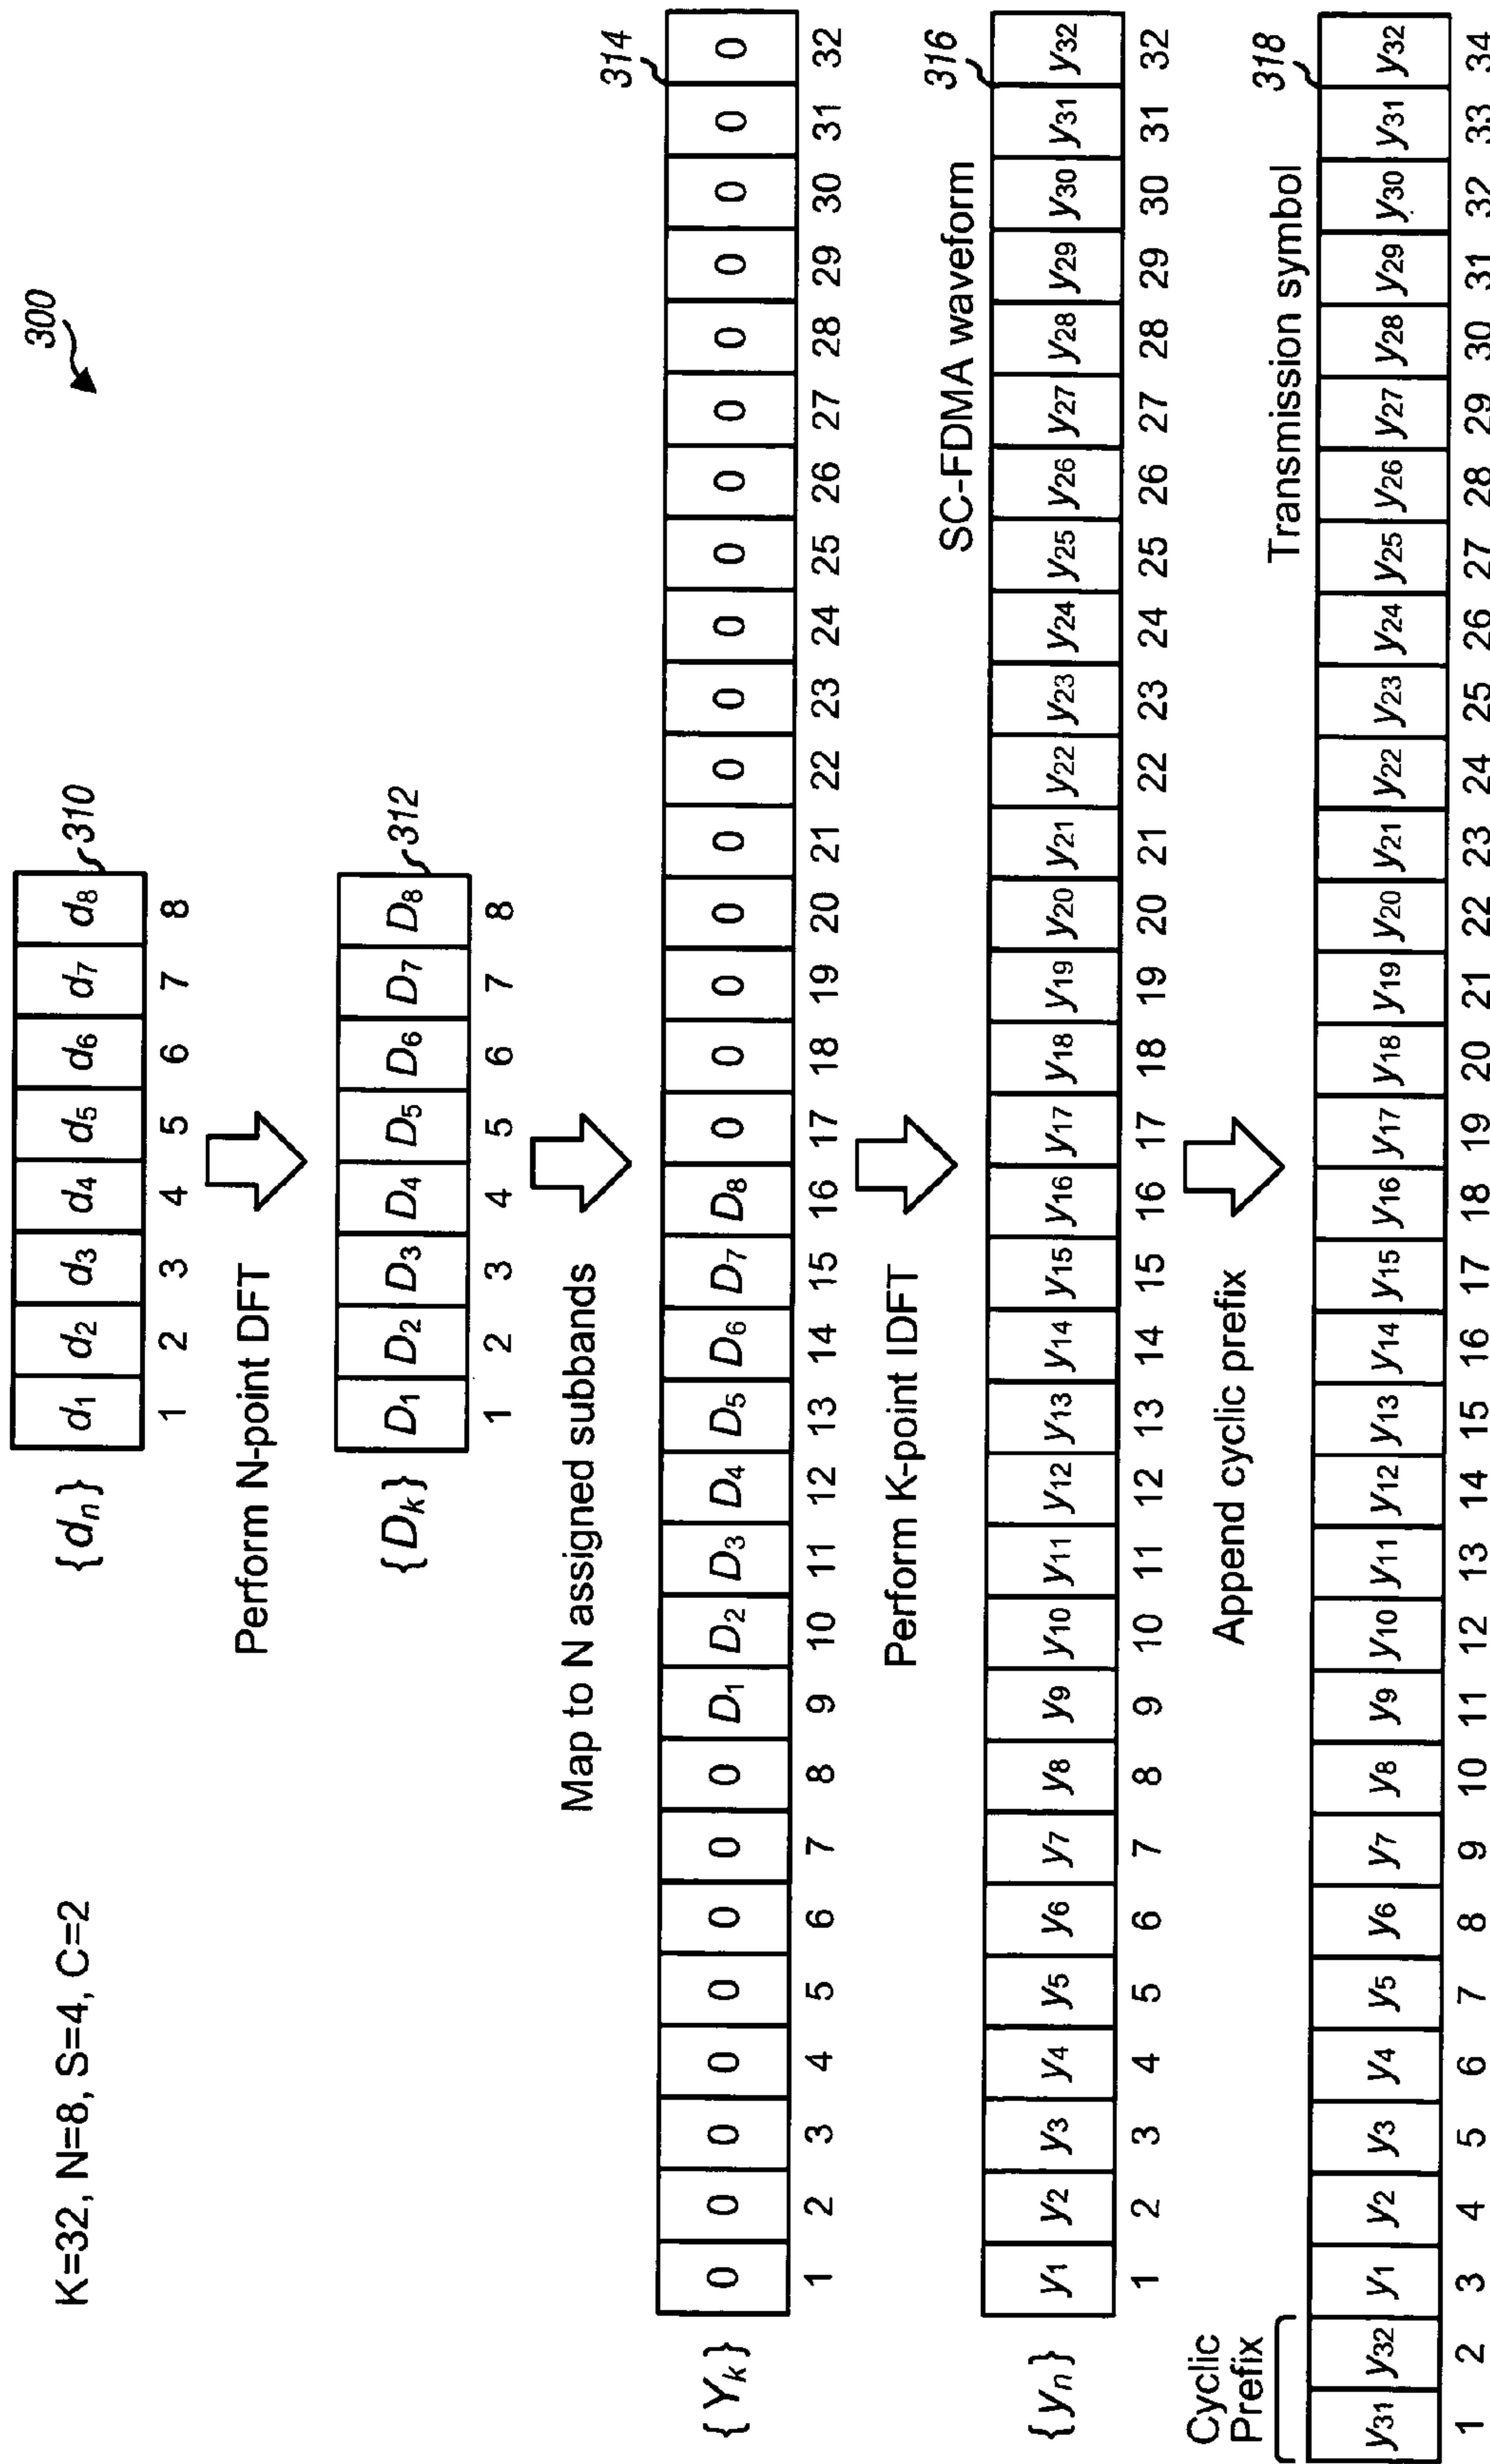 300
K=32, N=8, S=4, C=2
{dn} d1 d2 d3 d4 d5 d6 d7 d8 310
1 2 3 4 5 6 7 8
Perform N-point DFT
{Dk} D1 D2 D3 D4 D5 D6 D7 D8 312
1 2 3 4 5 6 7 8
Map to N assigned subbands
314
{Yk} 0 0 0 0 0 0 0 0 D1 D2 D3 D4 D5 D6 D7 D8 0 0 0 0 0 0 0 0 0 0 0 0 0 0 0 0
1 2 3 4 5 6 7 8 9 10 11 12 13 14 15 16 17 18 19 20 21 22 23 24 25 26 27 28 29 30 31 32
Perform K-point IDFT
SC-FDMA waveform 316
{yn} y1 y2 y3 y4 y5 y6 y7 y8 y9 y10 y11 y12 y13 y14 y15 y16 y17 y18 y19 y20 y21 y22 y23 y24 y25 y26 y27 y28 y29 y30 y31 y32
1 2 3 4 5 6 7 8 9 10 11 12 13 14 15 16 17 18 19 20 21 22 23 24 25 26 27 28 29 30 31 32
Cyclic
Prefix
Append cyclic prefix
Transmission symbol 318
y31 y32 y1 y2 y3 y4 y5 y6 y7 y8 y9 y10 y11 y12 y13 y14 y15 y16 y17 y18 y19 y20 y21 y22 y23 y24 y25 y26 y27 y28 y29 y30 y31 y32
1 2 3 4 5 6 7 8 9 10 11 12 13 14 15 16 17 18 19 20 21 22 23 24 25 26 27 28 29 30 31 32 33 34